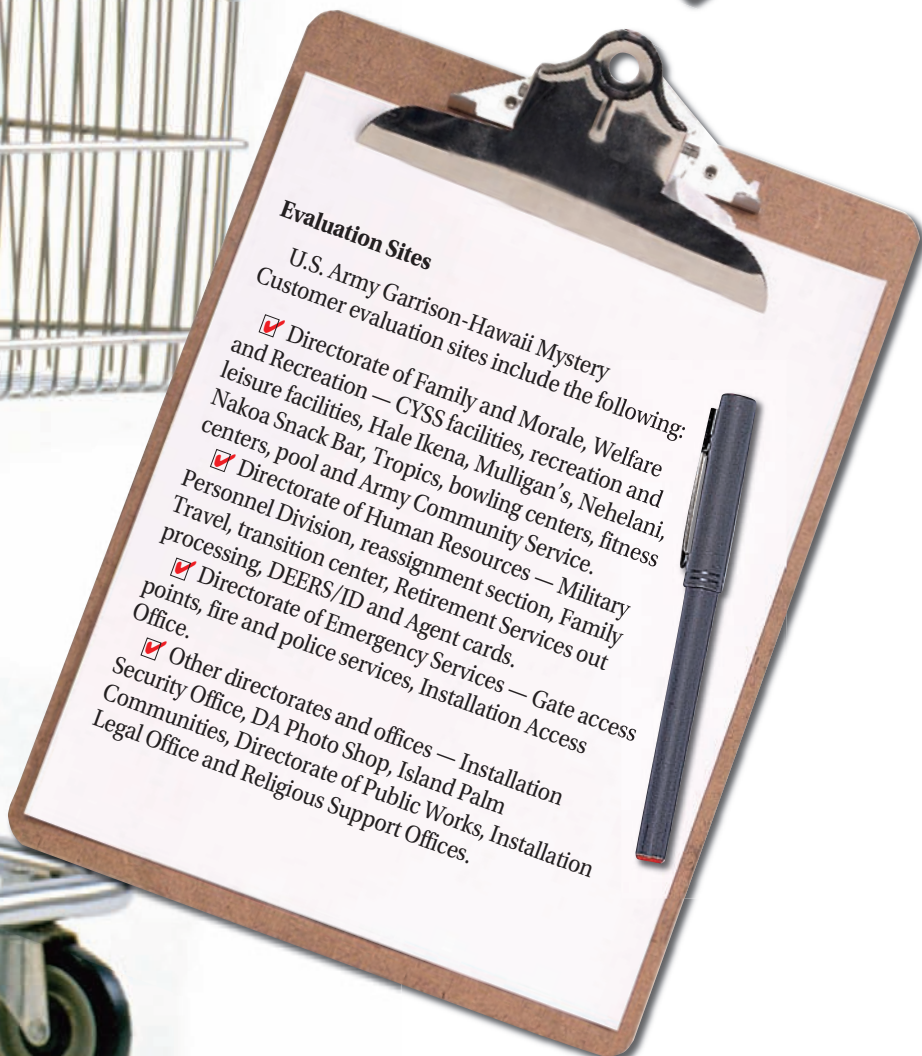 Evaluation Sites
U.S. Army Garrison-Hawaii Mystery
Customer evaluation sites include the following:
Directorate of Family and Morale, Welfare
and Recreation — CYSS facilities, recreation and
leisure facilities, Hale Ikena, Mulligan's, Nehelani,
Nakoa Snack Bar, Tropics, bowling centers, fitness
centers, pool and Army Community Service.
Directorate of Human Resources — Military
Personnel Division, reassignment section, Family
Travel, transition center, Retirement Services out
processing, DEERS/ID and Agent cards.
Directorate of Emergency Services — Gate access
points, fire and police services, Installation Access
Office.
Other directorates and offices — Installation
Security Office, DA Photo Shop, Island Palm
Communities, Directorate of Public Works, Installation
Legal Office and Religious Support Offices.